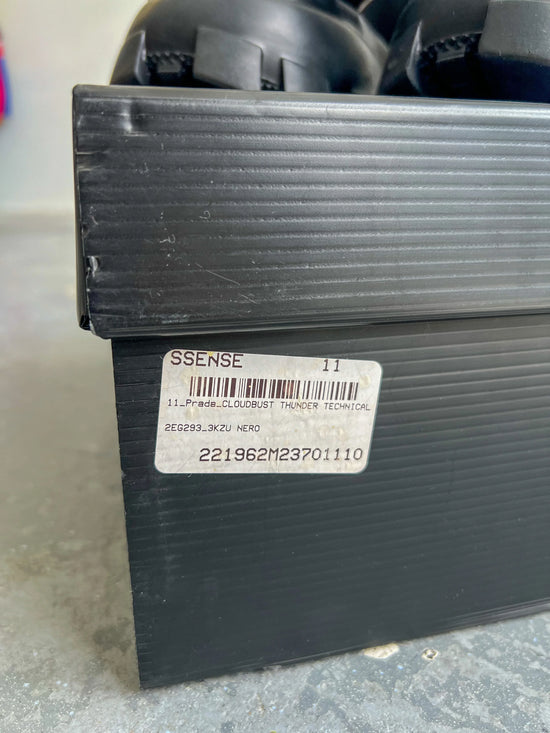 SSENSE 11
11_Prada_CLOUDBUST THUNDER TECHNICAL
2EG293_3KZU NERO
221962M23701110